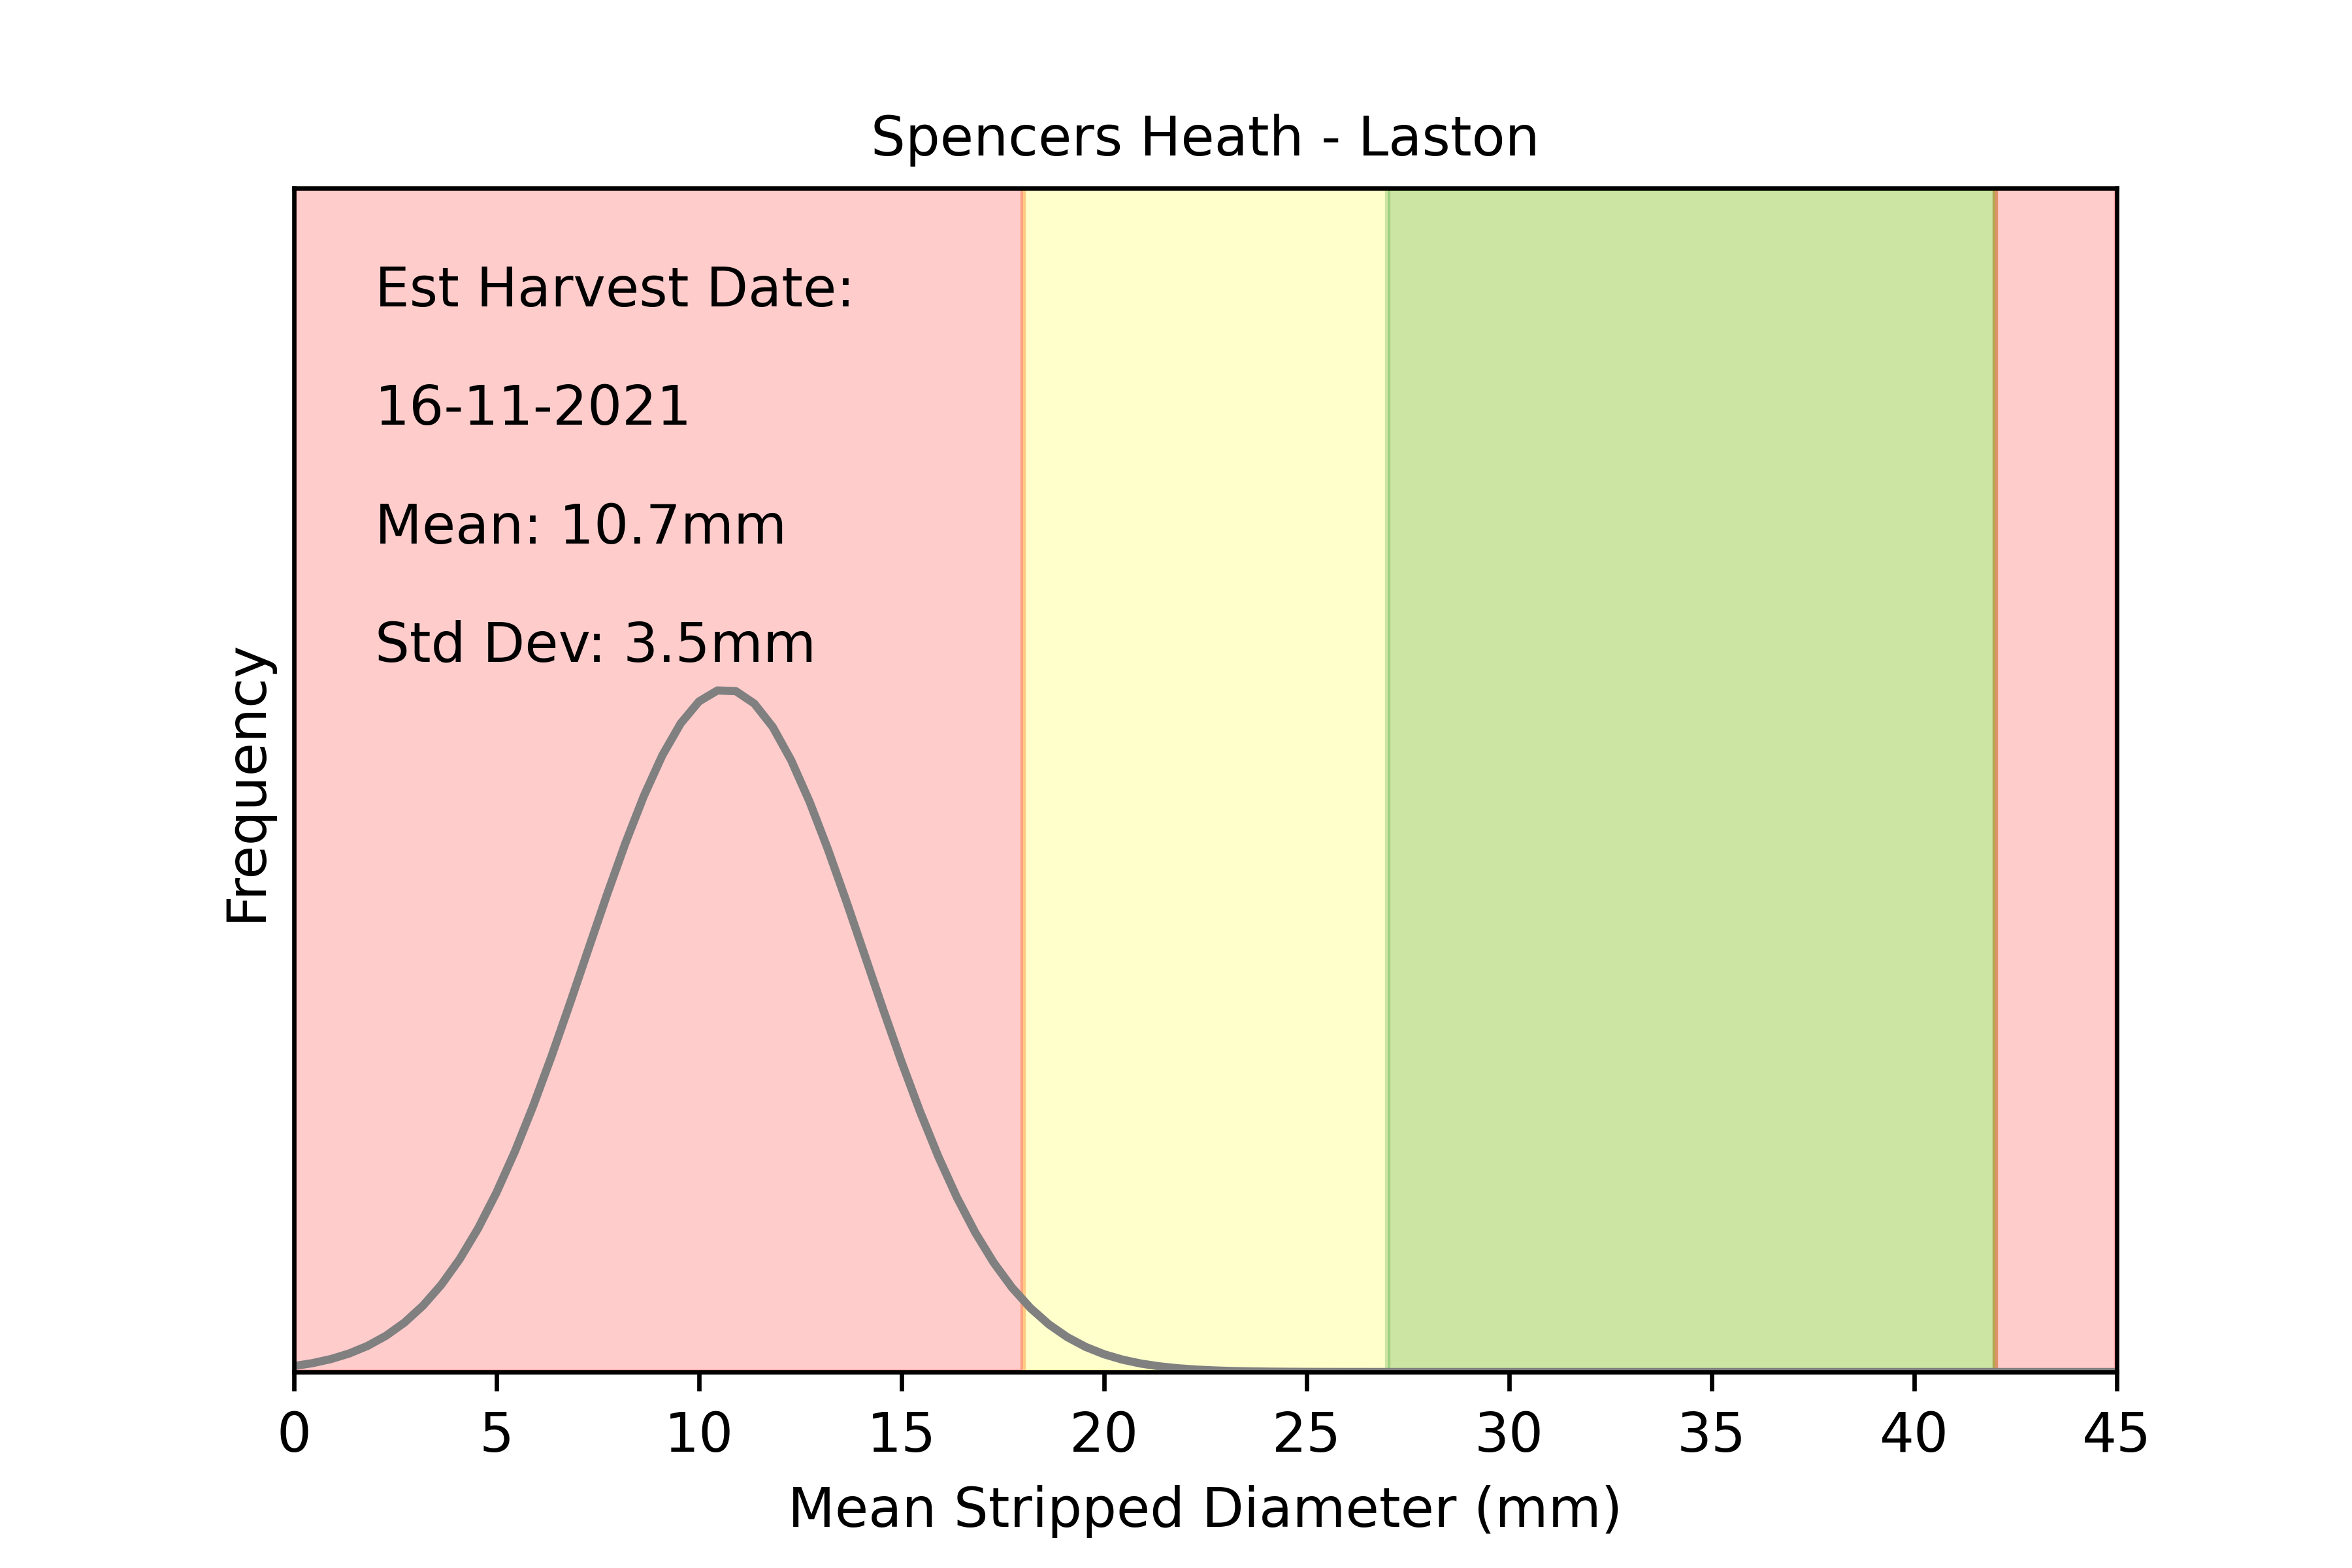 Spencers Heath - Laston
Est Harvest Date:
16-11-2021
Mean: 10.7mm
Std Dev: 3.5mm
Frequency
0 5 10 15 20 25 30 35 40 45
Mean Stripped Diameter (mm)